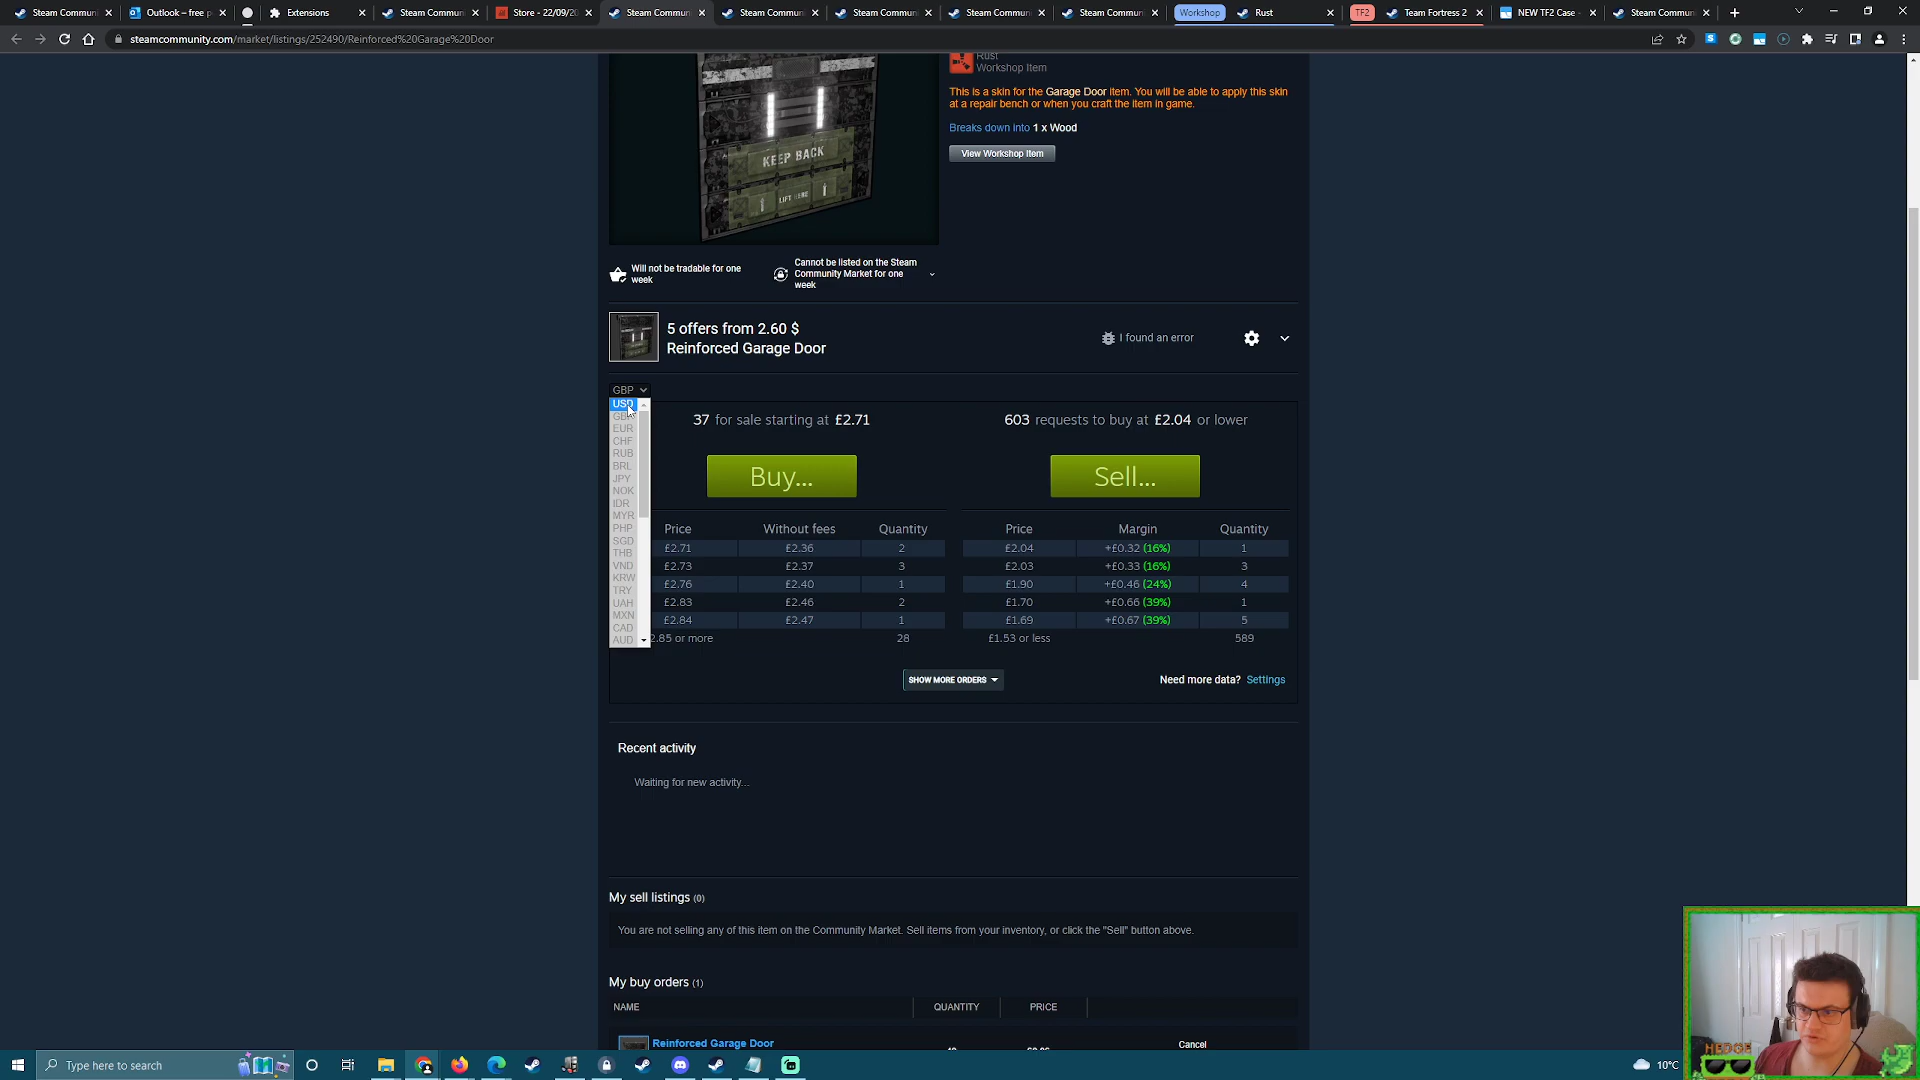 Steam Commun
Outlook – free p
Extensions
Steam Commun
Store - 22/09/20
Steam Commun
Steam Commun
Steam Commun
Steam Commun
Steam Commun
Workshop
Rust
TF2
Team Fortress 2
NEW TF2 Case -
Steam Commun
steamcommunity.com/market/listings/252490/Reinforced%20Garage%20Door
KEEP BACK
LIFT HERE
Rust
Workshop Item
This is a skin for the Garage Door item. You will be able to apply this skin
at a repair bench or when you craft the item in game.
Breaks down into 1 x Wood
View Workshop Item
Will not be tradable for one
week
Cannot be listed on the Steam
Community Market for one
week
5 offers from 2.60 $
Reinforced Garage Door
I found an error
GBP
USD
GBP
EUR
CHF
RUB
BRL
JPY
NOK
IDR
MYR
PHP
SGD
THB
VND
KRW
TRY
UAH
MXN
CAD
AUD
37 for sale starting at £2.71
603 requests to buy at £2.04 or lower
Buy...
Sell...
Price Without fees Quantity
£2.71 £2.36 2
£2.73 £2.37 3
£2.76 £2.40 1
£2.83 £2.46 2
£2.84 £2.47 1
2.85 or more 28
Price Margin Quantity
£2.04 +£0.32 (16%) 1
£2.03 +£0.33 (16%) 3
£1.90 +£0.46 (24%) 4
£1.70 +£0.66 (39%) 1
£1.69 +£0.67 (39%) 5
£1.53 or less 589
SHOW MORE ORDERS
Need more data? Settings
Recent activity
Waiting for new activity...
My sell listings (0)
You are not selling any of this item on the Community Market. Sell items from your inventory, or click the "Sell" button above.
My buy orders (1)
NAME QUANTITY PRICE
Reinforced Garage Door
Cancel
HEDGE
Type here to search
10°C